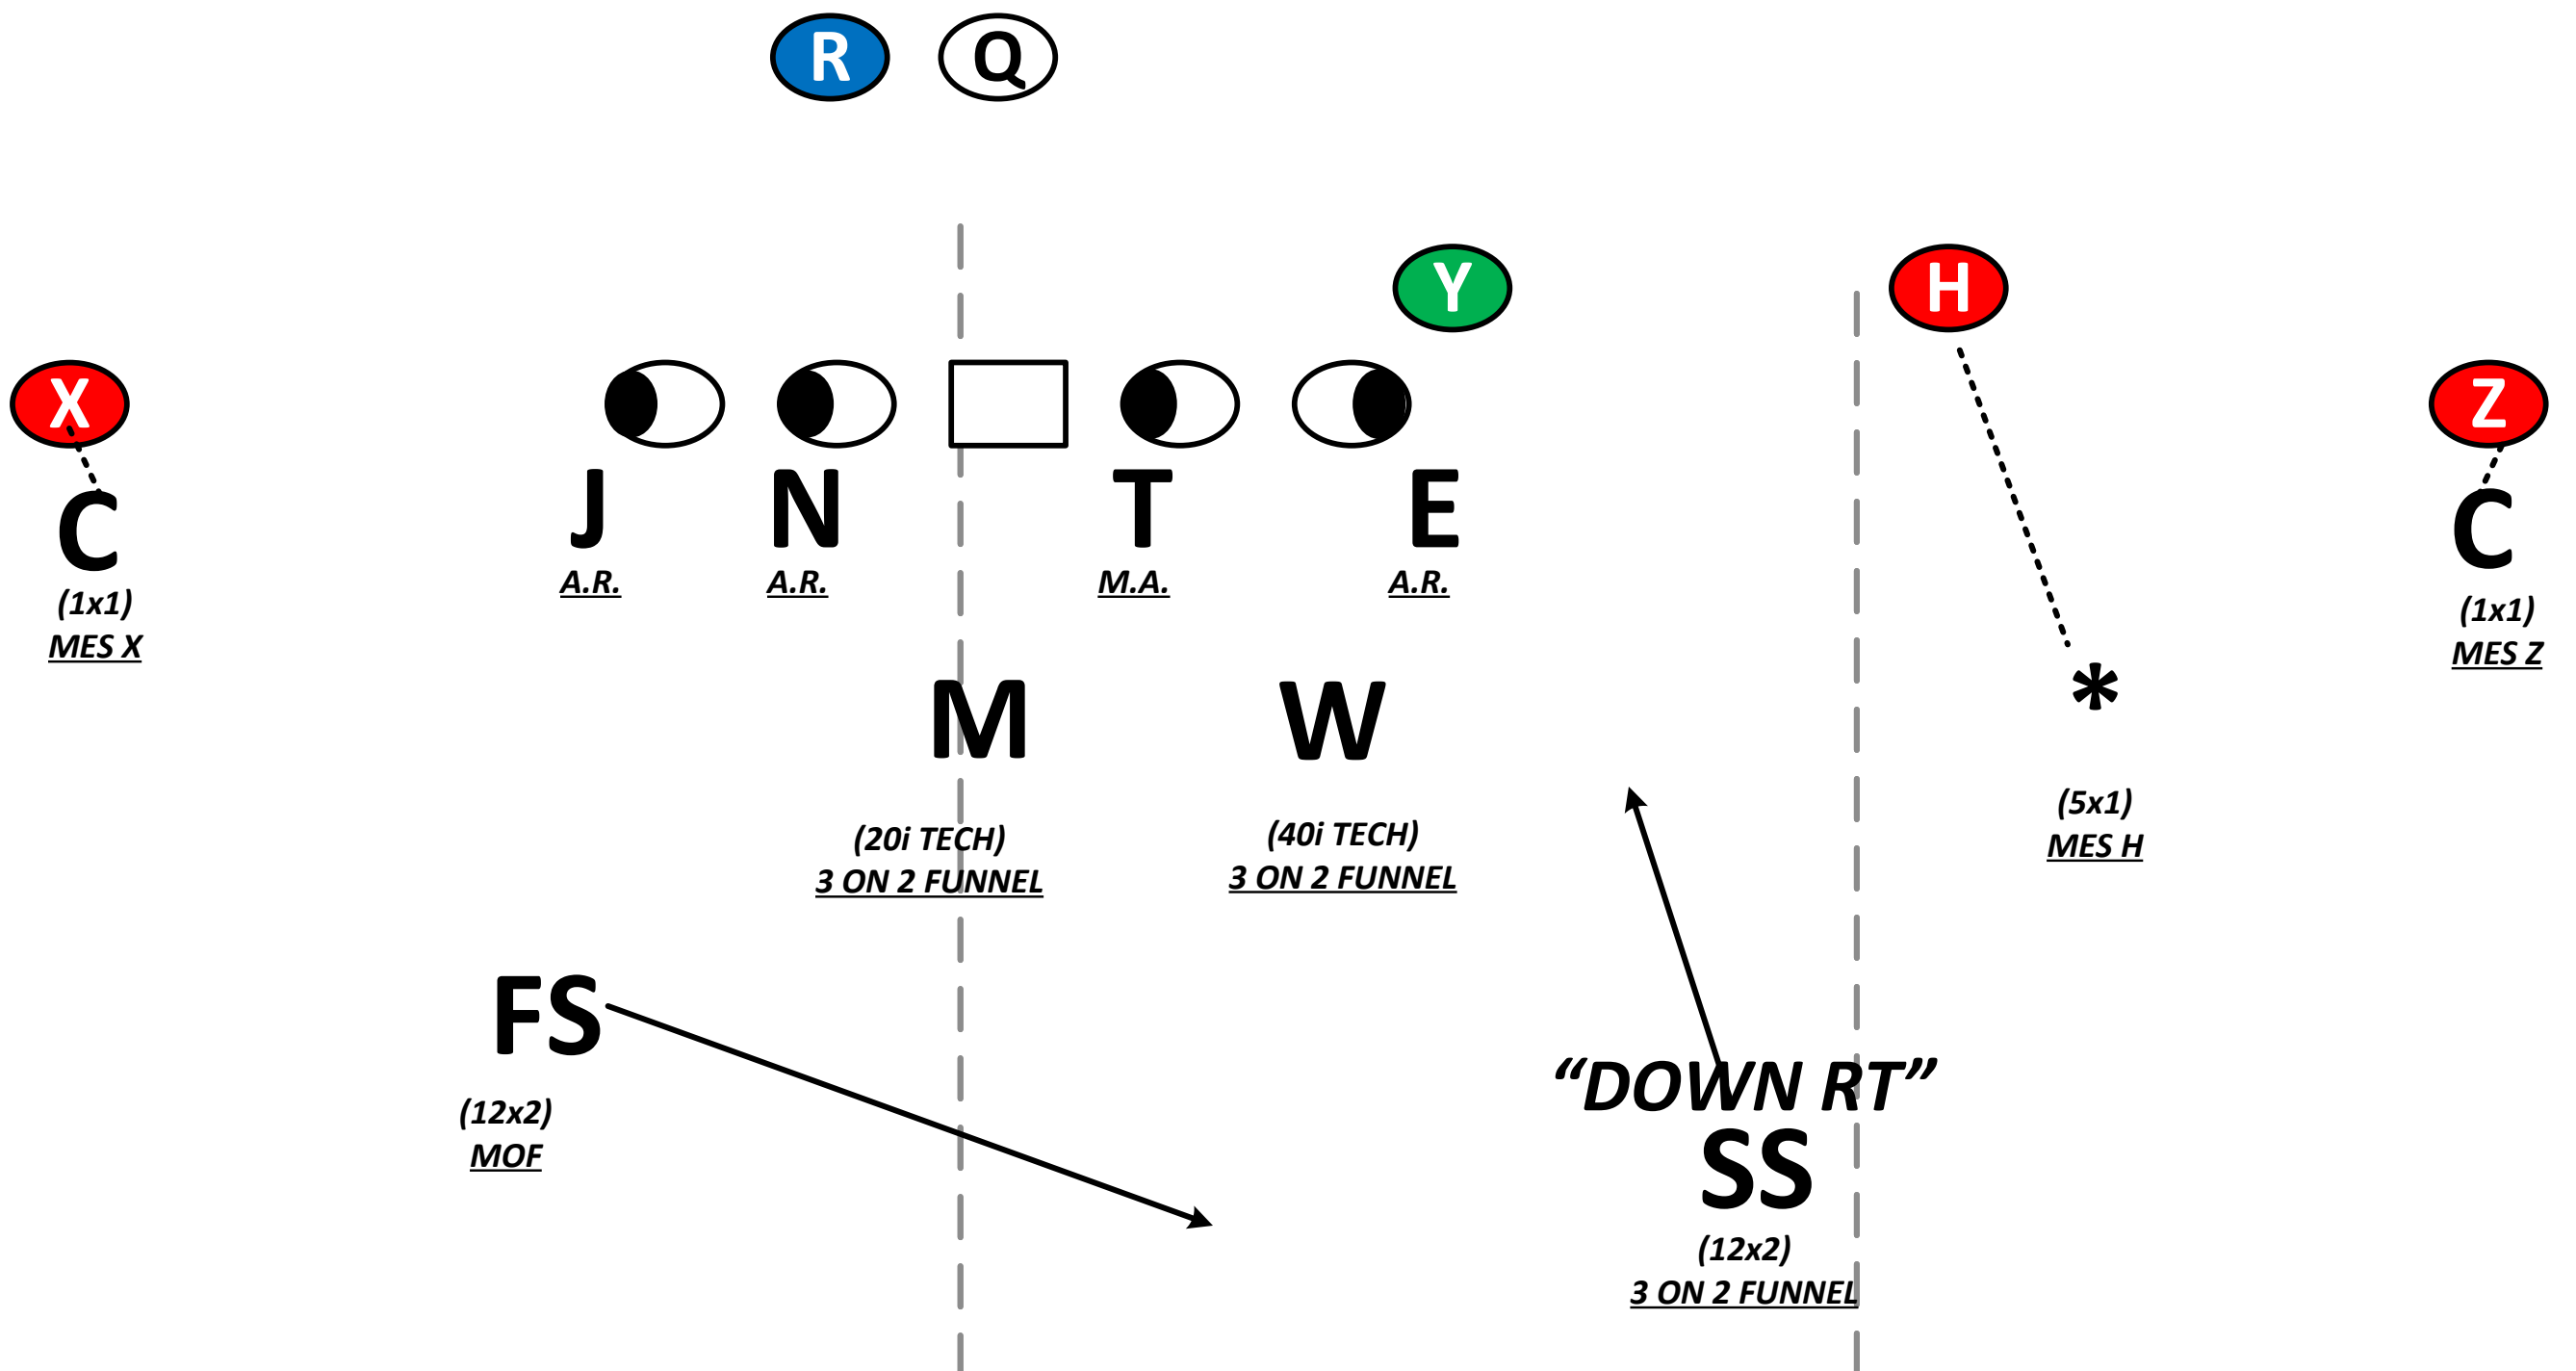 R Q
Y H
X Z
J N T E
C C
A.R. A.R. M.A. A.R.
(1x1) (1x1)
MES X MES Z
M W *
(20i TECH) (40i TECH) (5x1)
3 ON 2 FUNNEL 3 ON 2 FUNNEL MES H
FS
“DOWN RT”
(12x2)
MOF
SS
(12x2)
3 ON 2 FUNNEL